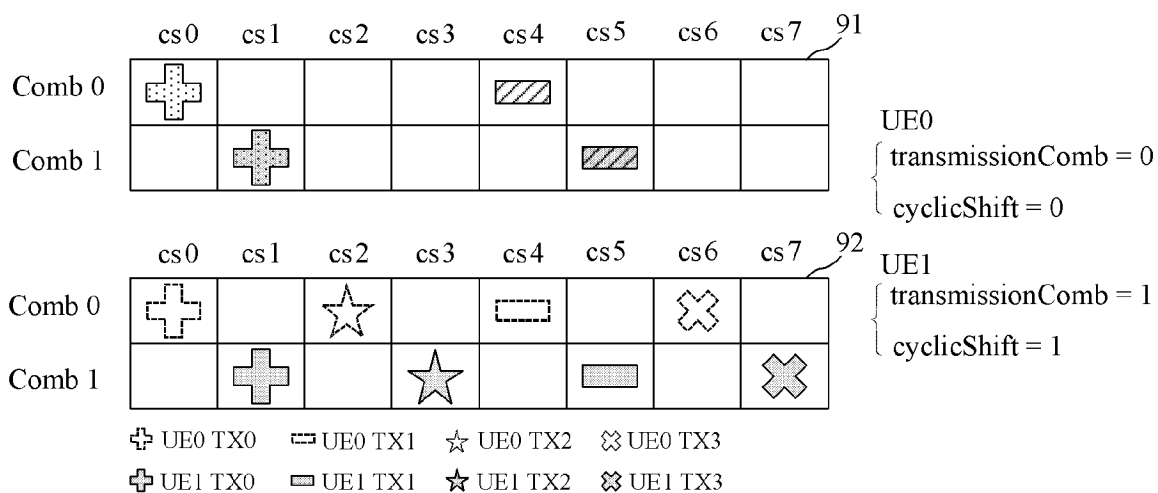 cs0 cs1 cs2 cs3 cs4 cs5 cs6 cs7 91
Comb 0
Comb 1
UE0
transmissionComb = 0
cyclicShift = 0
cs0 cs1 cs2 cs3 cs4 cs5 cs6 cs7 92
Comb 0
Comb 1
UE1
transmissionComb = 1
cyclicShift = 1
UE0 TX0 UE0 TX1 UE0 TX2 UE0 TX3
UE1 TX0 UE1 TX1 UE1 TX2 UE1 TX3